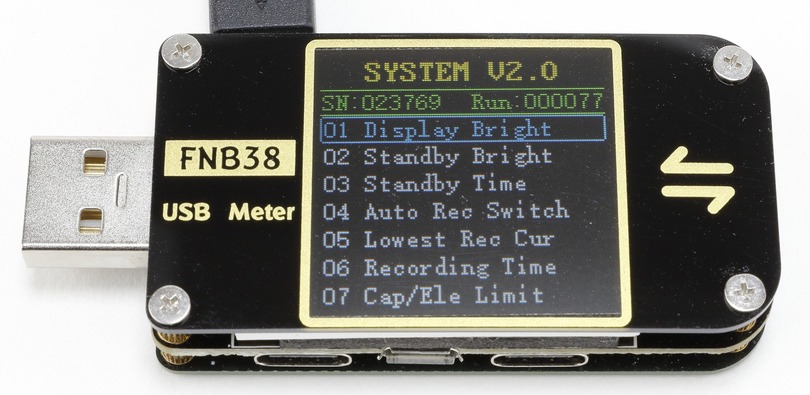 SYSTEM V2.0
SN:023769 Run:000077
01 Display Bright
02 Standby Bright
03 Standby Time
04 Auto Rec Switch
05 Lowest Rec Cur
06 Recording Time
07 Cap/Ele Limit
FNB38
USB Meter